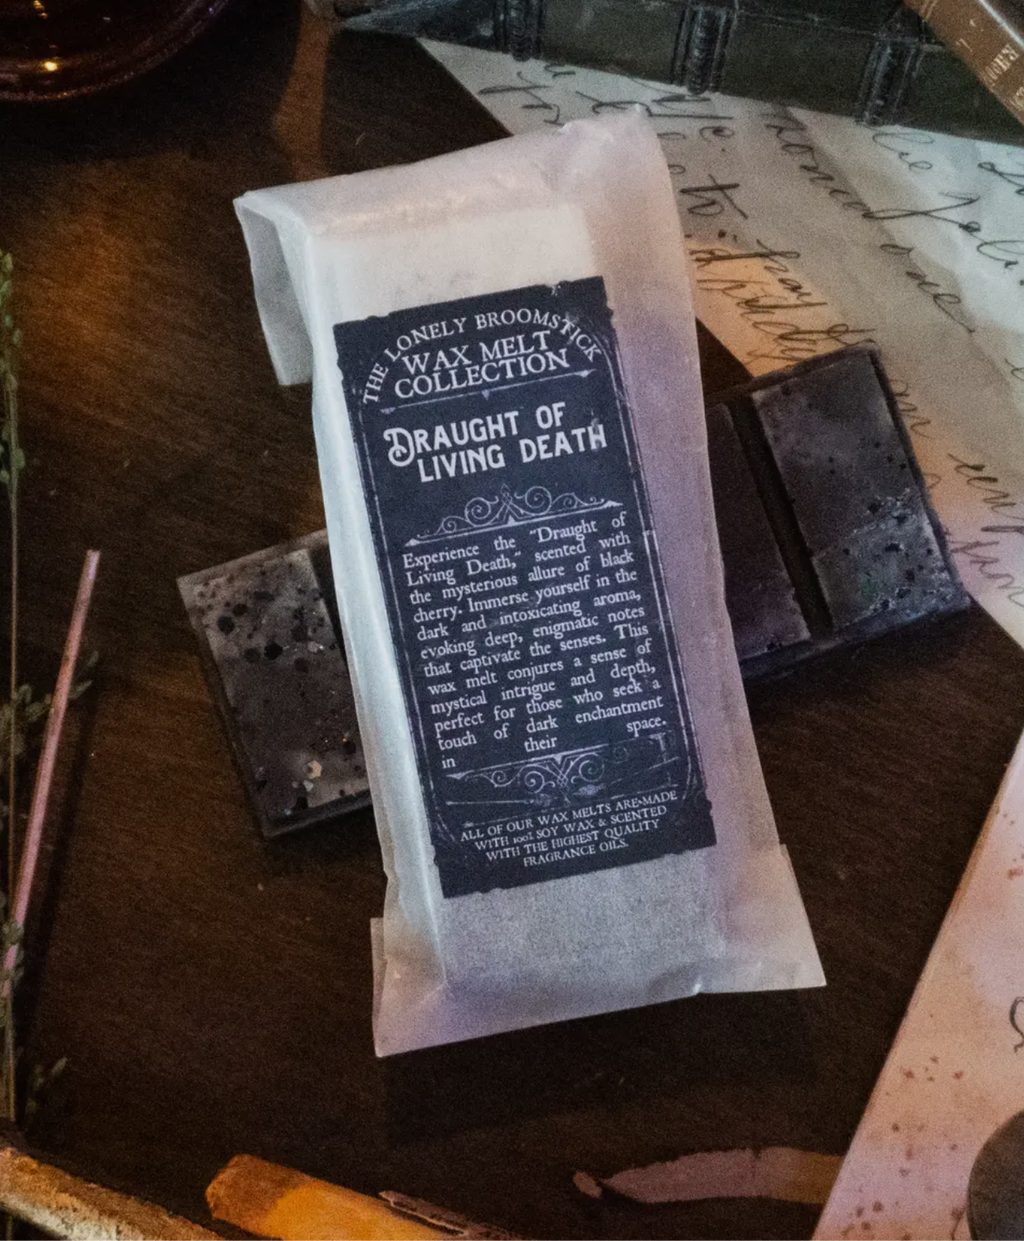 THE LONELY BROOMSTICK
WAX MELT
COLLECTION
DRAUGHT OF
LIVING DEATH
Experience the "Draught of
Living Death," scented with
the mysterious allure of black
cherry. Immerse yourself in the
dark and intoxicating aroma,
evoking deep, enigmatic notes
that captivate the senses. This
wax melt conjures a sense of
mystical intrigue and depth,
perfect for those who seek a
touch of dark enchantment
in their space.
ALL OF OUR WAX MELTS ARE MADE
WITH 100% SOY WAX & SCENTED
WITH THE HIGHEST QUALITY
FRAGRANCE OILS.